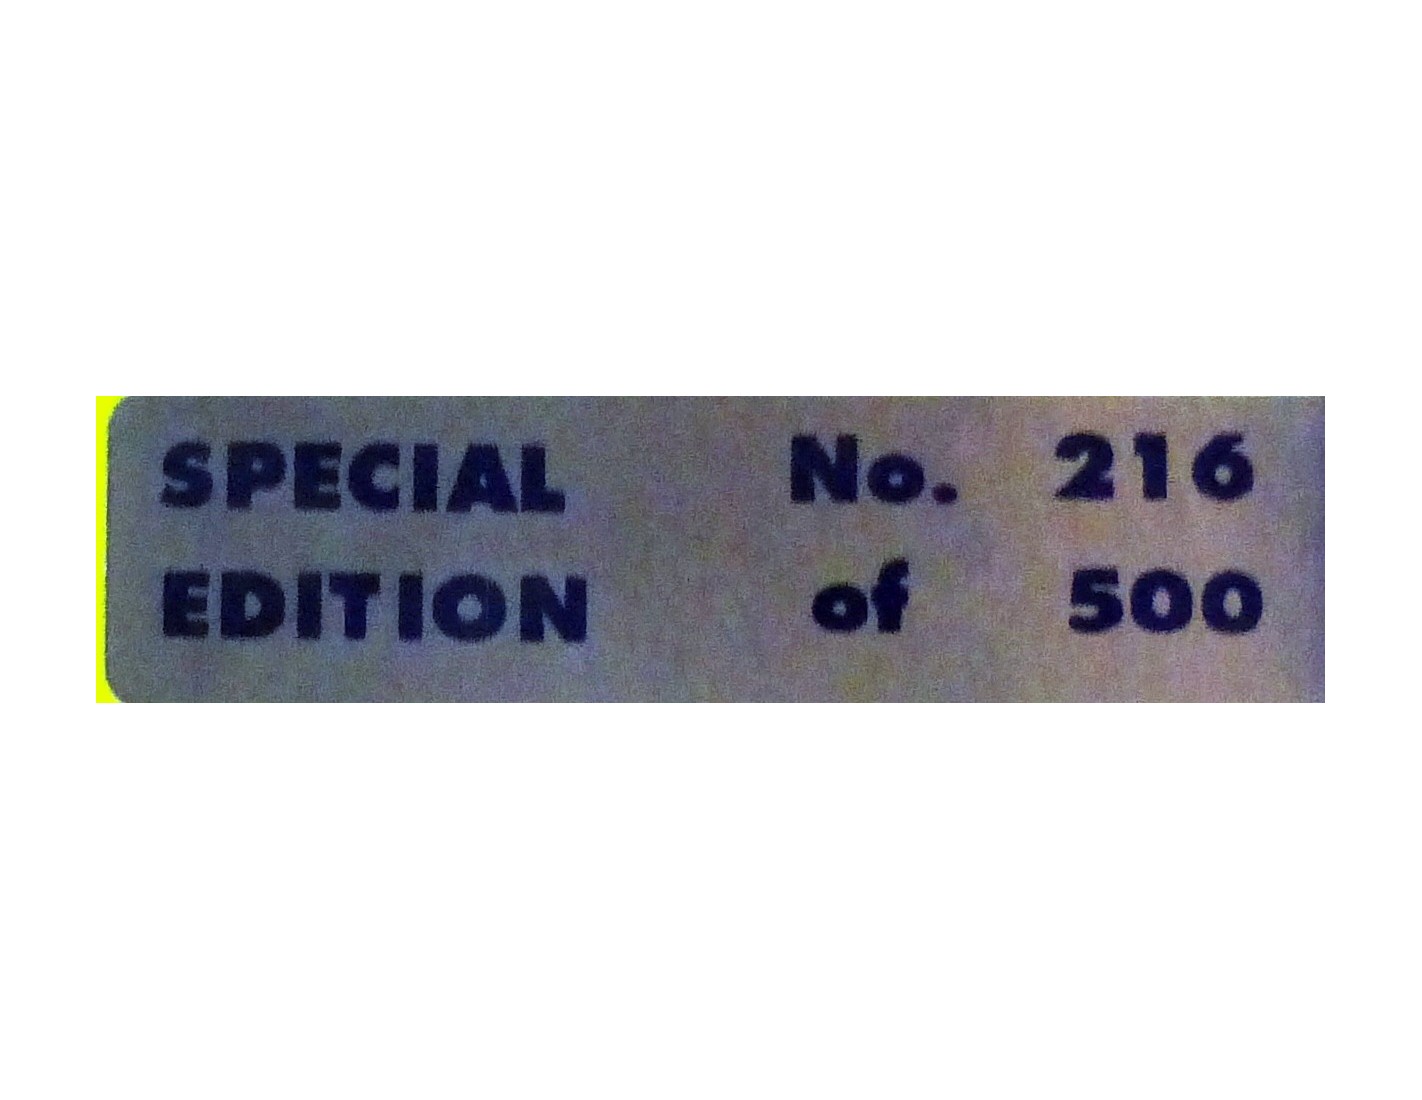 SPECIAL No. 216
EDITION of 500